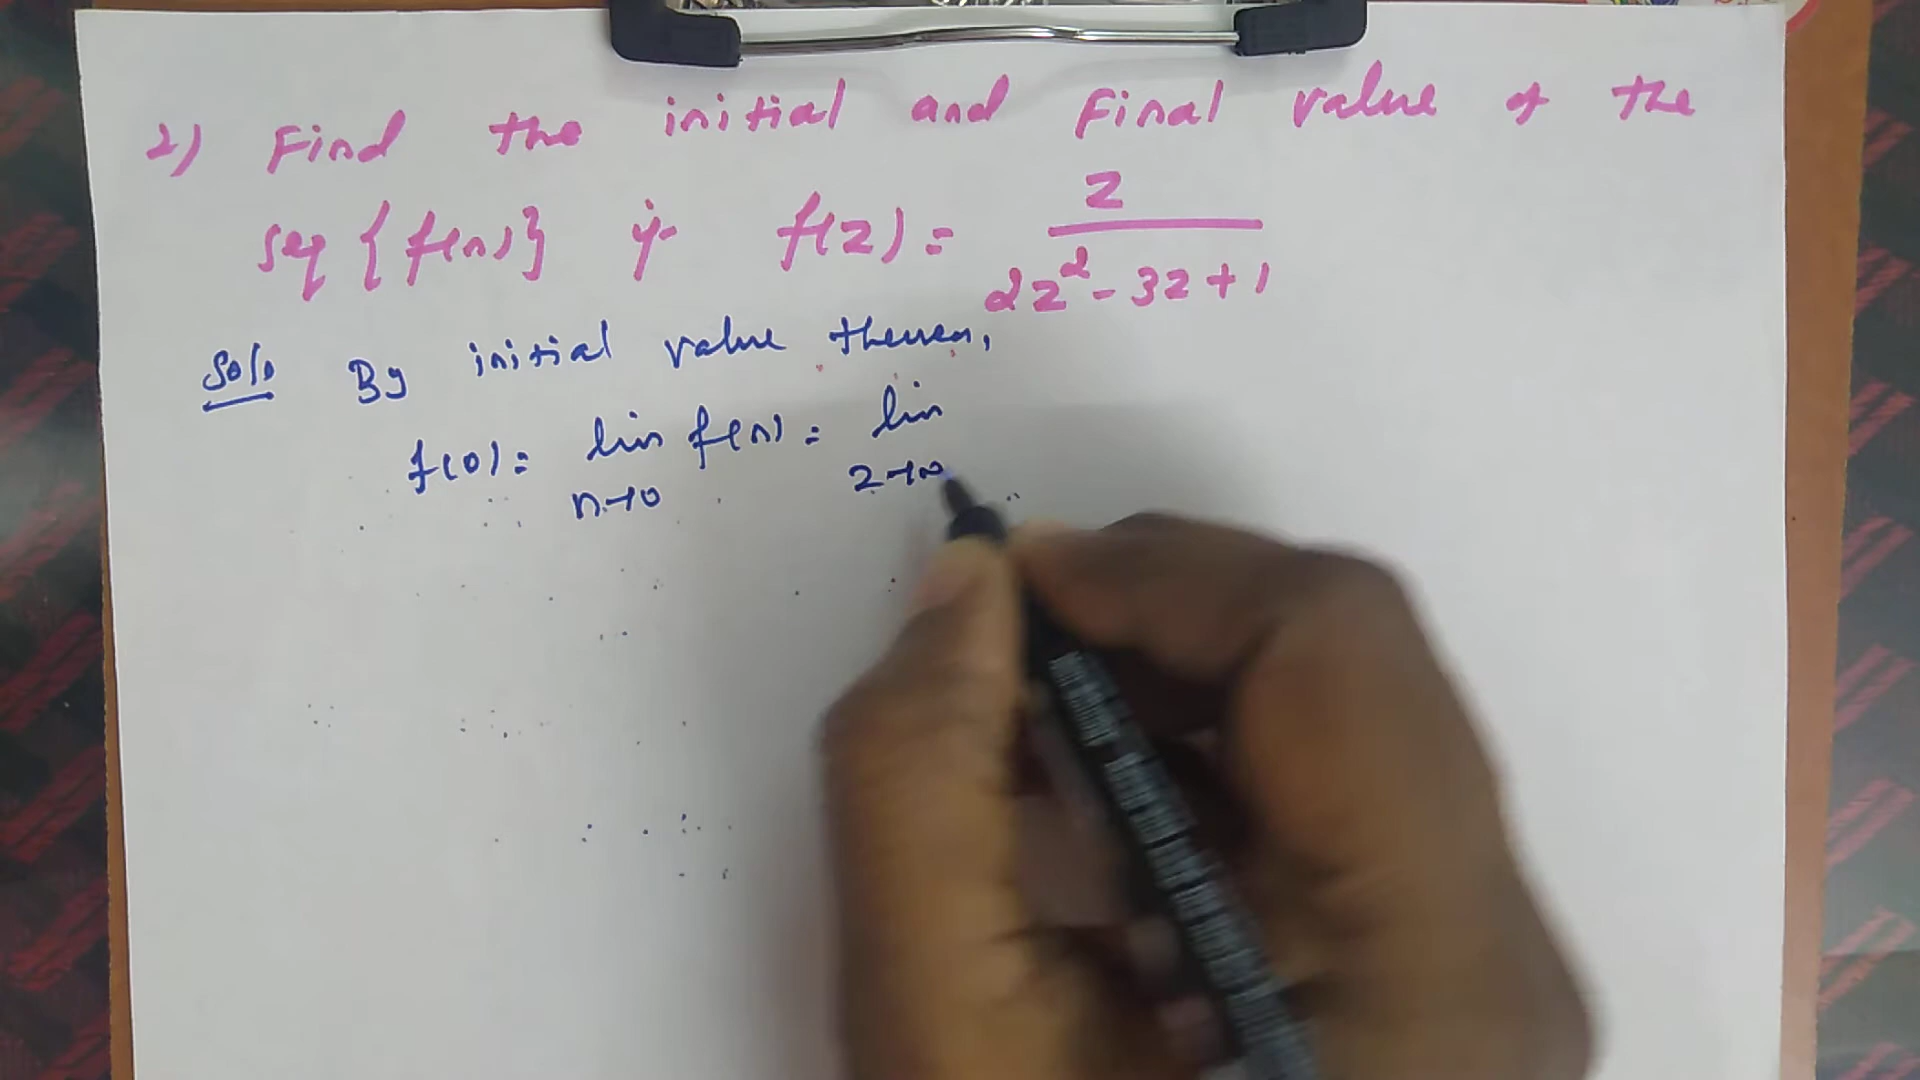 2) Find the initial and Final value of the
z
seq {f(n)} if f(z) =
2z² - 3z + 1
Soln By initial value theorem,
f(0) = lim f(n) = lim
n→0 z→∞